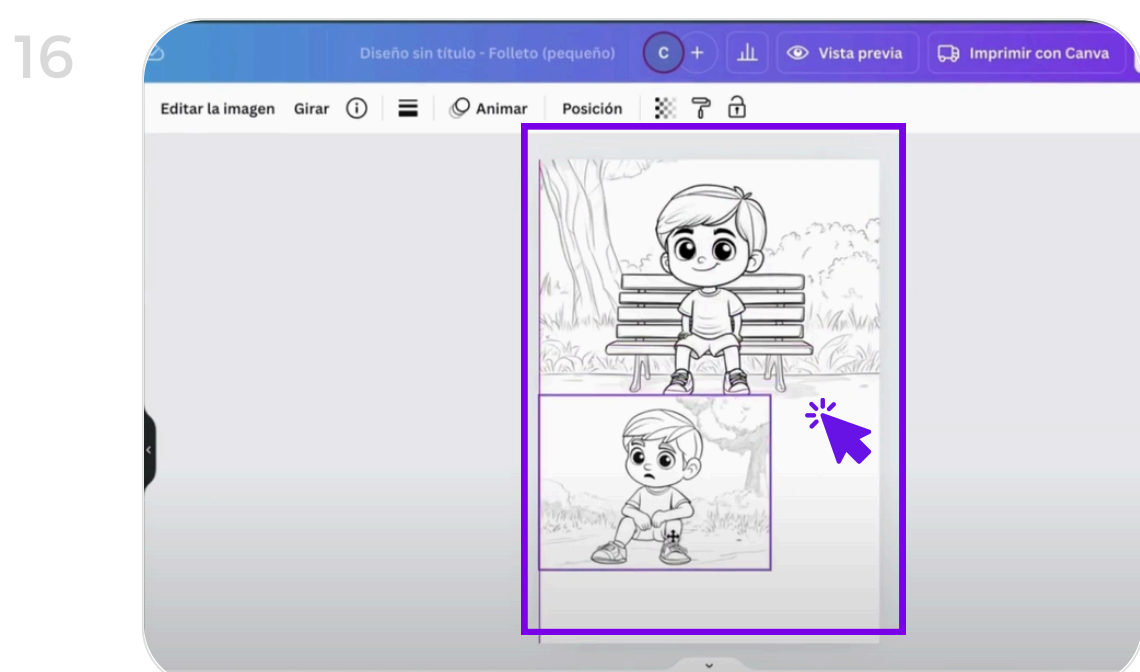 16
Diseño sin título - Folleto (pequeño)
C
+
Vista previa
Imprimir con Canva
Editar la imagen
Girar
Animar
Posición